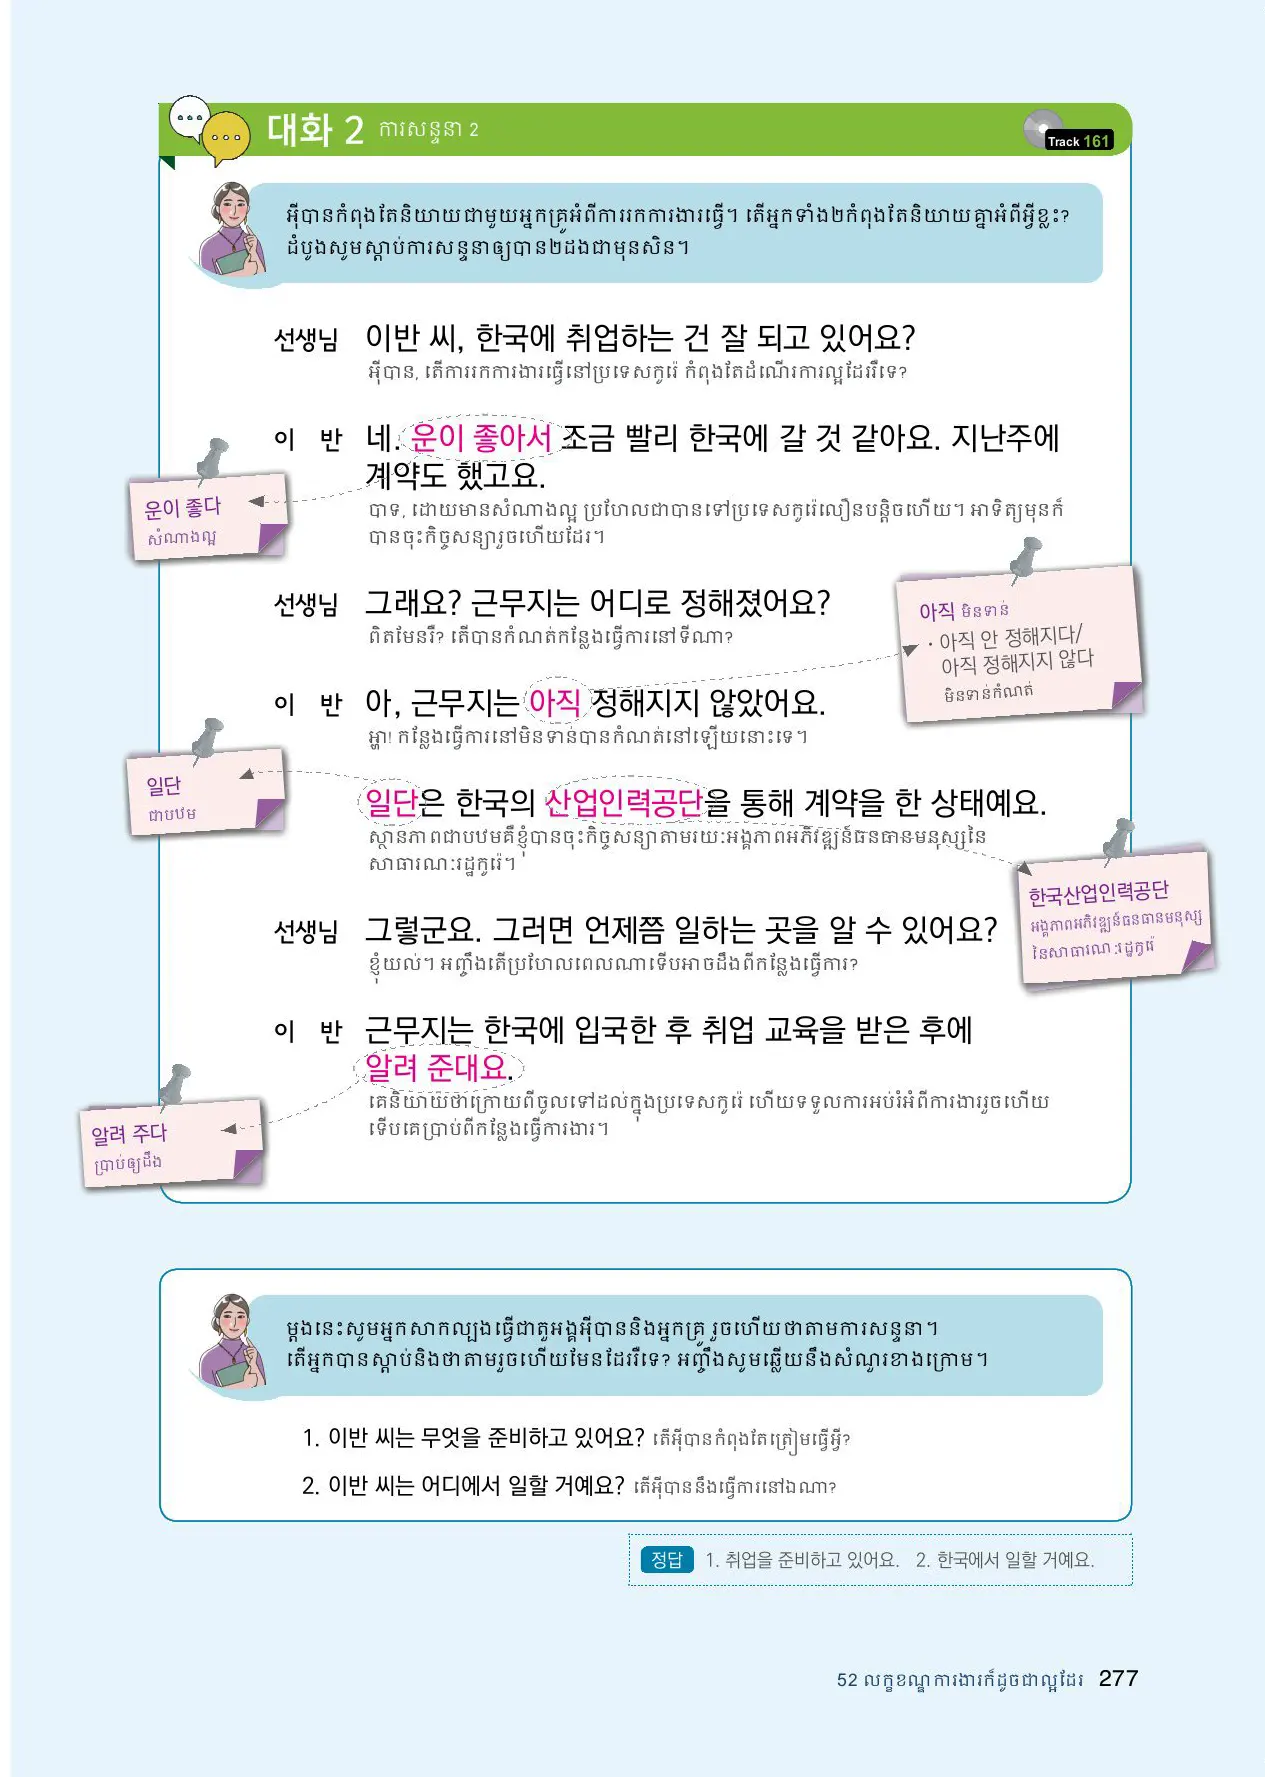 대화 2 ការសន្ទនា 2
Track 161
អ៊ីបានកំពុងតែនិយាយជាមួយអ្នកគ្រូអំពីការរកការងារធ្វើ។ តើអ្នកទាំង២កំពុងតែនិយាយគ្នាអំពីអ្វីខ្លះ?
ដំបូងសូមស្តាប់ការសន្ទនាឲ្យបាន២ដងជាមុនសិន។
선생님 이반 씨, 한국에 취업하는 건 잘 되고 있어요?
អ៊ីបាន, តើការរកការងារធ្វើនៅប្រទេសកូរ៉េ កំពុងតែដំណើរការល្អដែររឺទេ?
이 반 네. 운이 좋아서 조금 빨리 한국에 갈 것 같아요. 지난주에
계약도 했고요.
បាទ, ដោយមានសំណាងល្អ ប្រហែលជាបានទៅប្រទេសកូរ៉េលឿនបន្តិចហើយ។ អាទិត្យមុនក៏
បានចុះកិច្ចសន្យារួចហើយដែរ។
운이 좋다
សំណាងល្អ
선생님 그래요? 근무지는 어디로 정해졌어요?
ពិតមែនរឺ? តើបានកំណត់កន្លែងធ្វើការនៅទីណា?
아직 មិនទាន់
· 아직 안 정해지다/
아직 정해지지 않다
មិនទាន់កំណត់
이 반 아, 근무지는 아직 정해지지 않았어요.
អ្ហា! កន្លែងធ្វើការនៅមិនទាន់បានកំណត់នៅឡើយនោះទេ។
일단
ជាបឋម
일단은 한국의 산업인력공단을 통해 계약을 한 상태예요.
ស្ថានភាពជាបឋមគឺខ្ញុំបានចុះកិច្ចសន្យាតាមរយៈអង្គភាពអភិវឌ្ឍន៍ធនធានមនុស្សនៃ
សាធារណៈរដ្ឋកូរ៉េ។
한국산업인력공단
អង្គភាពអភិវឌ្ឍន៍ធនធានមនុស្ស
នៃសាធារណៈរដ្ឋកូរ៉េ
선생님 그렇군요. 그러면 언제쯤 일하는 곳을 알 수 있어요?
ខ្ញុំយល់។ អញ្ចឹងតើប្រហែលពេលណាទើបអាចដឹងពីកន្លែងធ្វើការ?
이 반 근무지는 한국에 입국한 후 취업 교육을 받은 후에
알려 준대요.
គេនិយាយថាក្រោយពីចូលទៅដល់ក្នុងប្រទេសកូរ៉េ ហើយទទួលការអប់រំអំពីការងាររួចហើយ
ទើបគេប្រាប់ពីកន្លែងធ្វើការងារ។
알려 주다
ប្រាប់ឲ្យដឹង
ម្តងនេះសូមអ្នកសាកល្បងធ្វើជាតួអង្គអ៊ីបាននិងអ្នកគ្រូ រួចហើយថាតាមការសន្ទនា។
តើអ្នកបានស្តាប់និងថាតាមរួចហើយមែនដែររឺទេ? អញ្ចឹងសូមឆ្លើយនឹងសំណួរខាងក្រោម។
1. 이반 씨는 무엇을 준비하고 있어요? តើអ៊ីបានកំពុងតែត្រៀមធ្វើអ្វី?
2. 이반 씨는 어디에서 일할 거예요? តើអ៊ីបាននឹងធ្វើការនៅឯណា?
정답 1. 취업을 준비하고 있어요. 2. 한국에서 일할 거예요.
52 លក្ខខណ្ឌការងារក៏ដូចជាល្អដែរ 277